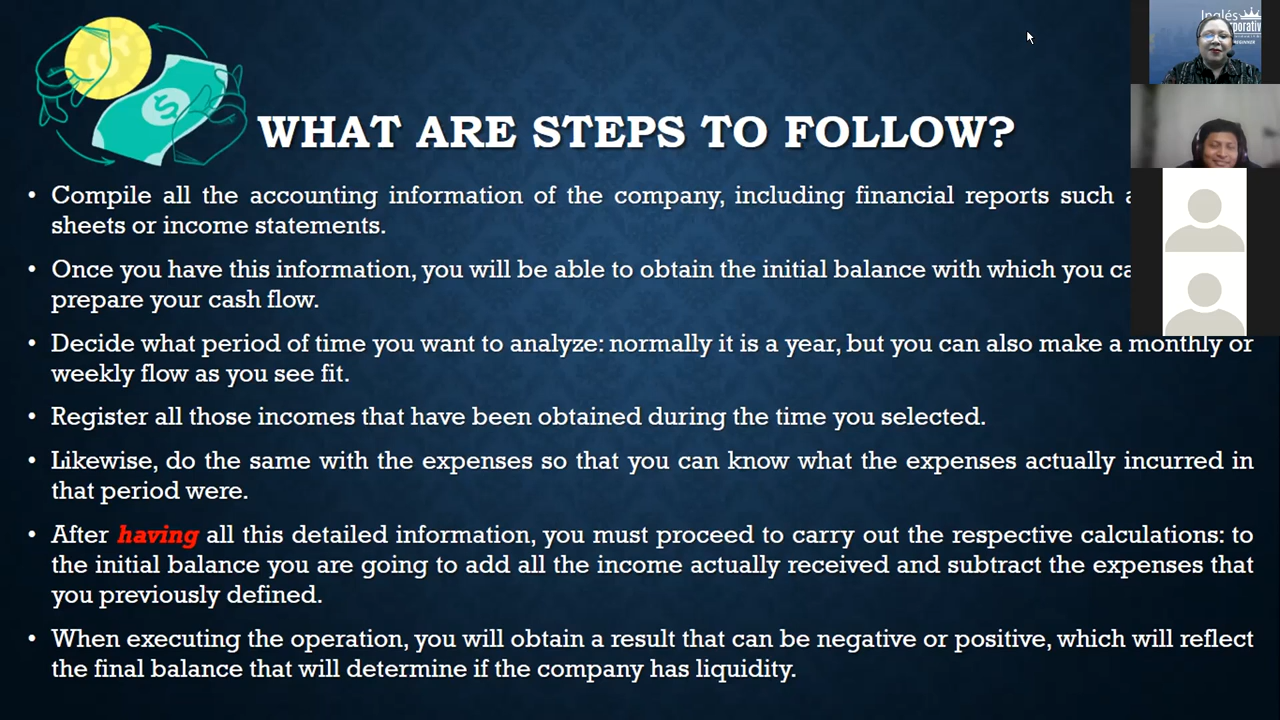 Inglés
WHAT ARE STEPS TO FOLLOW?
• Compile all the accounting information of the company, including financial reports such
sheets or income statements.
• Once you have this information, you will be able to obtain the initial balance with which you
prepare your cash flow.
• Decide what period of time you want to analyze: normally it is a year, but you can also make a monthly or
weekly flow as you see fit.
• Register all those incomes that have been obtained during the time you selected.
• Likewise, do the same with the expenses so that you can know what the expenses actually incurred in
that period were.
• After having all this detailed information, you must proceed to carry out the respective calculations: to
the initial balance you are going to add all the income actually received and subtract the expenses that
you previously defined.
• When executing the operation, you will obtain a result that can be negative or positive, which will reflect
the final balance that will determine if the company has liquidity.